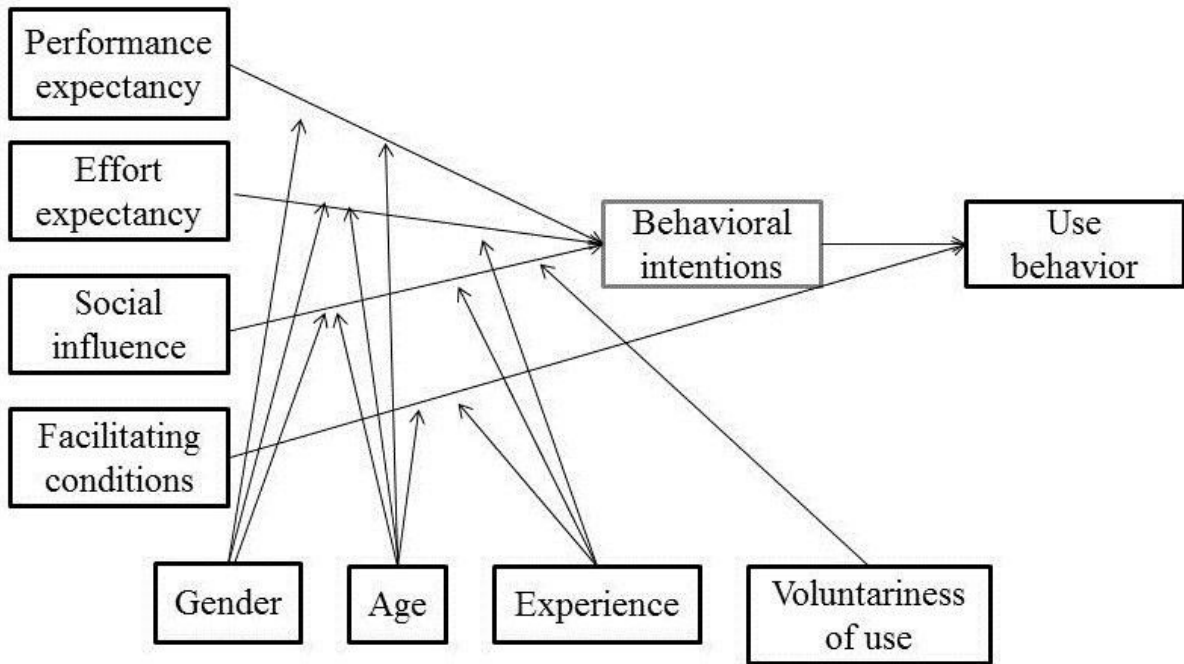 Performance
expectancy
Effort
expectancy
Social
influence
Facilitating
conditions
Behavioral
intentions
Use
behavior
Gender
Age
Experience
Voluntariness
of use